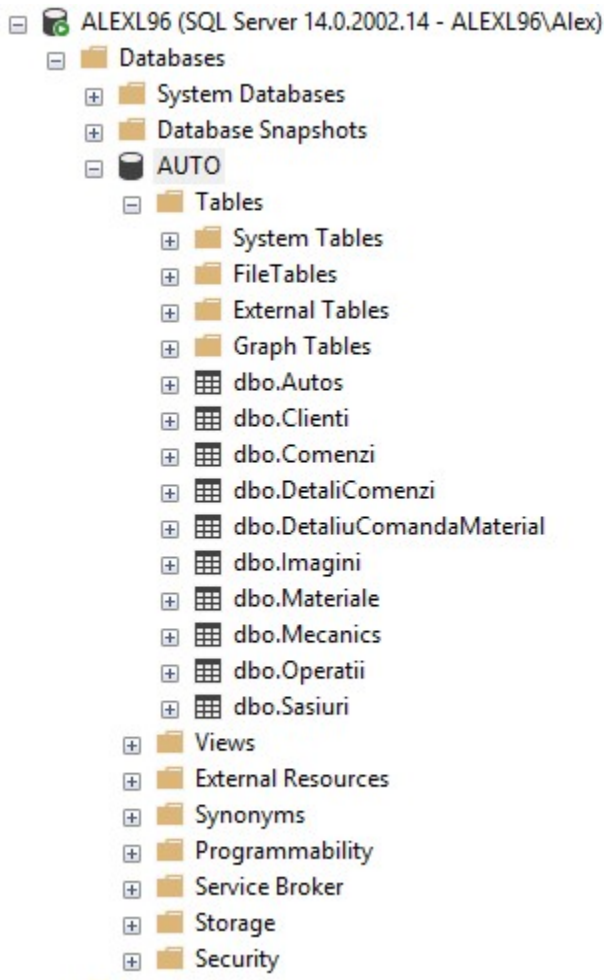 ALEXL96 (SQL Server 14.0.2002.14 - ALEXL96\Alex)
Databases
System Databases
Database Snapshots
AUTO
Tables
System Tables
FileTables
External Tables
Graph Tables
dbo.Autos
dbo.Clienti
dbo.Comenzi
dbo.DetaliComenzi
dbo.DetaliuComandaMaterial
dbo.Imagini
dbo.Materiale
dbo.Mecanics
dbo.Operatii
dbo.Sasiuri
Views
External Resources
Synonyms
Programmability
Service Broker
Storage
Security